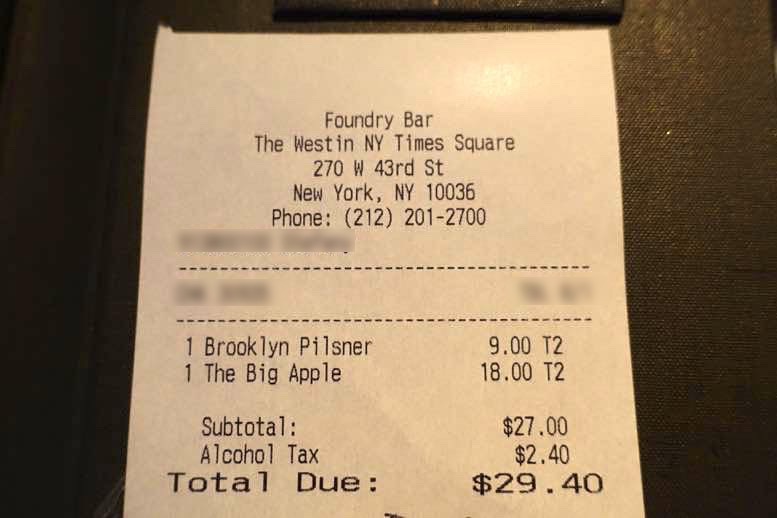 Foundry Bar
The Westin NY Times Square
270 W 43rd St
New York, NY 10036
Phone: (212) 201-2700
1 Brooklyn Pilsner 9.00 T2
1 The Big Apple 18.00 T2
Subtotal: $27.00
Alcohol Tax $2.40
Total Due: $29.40